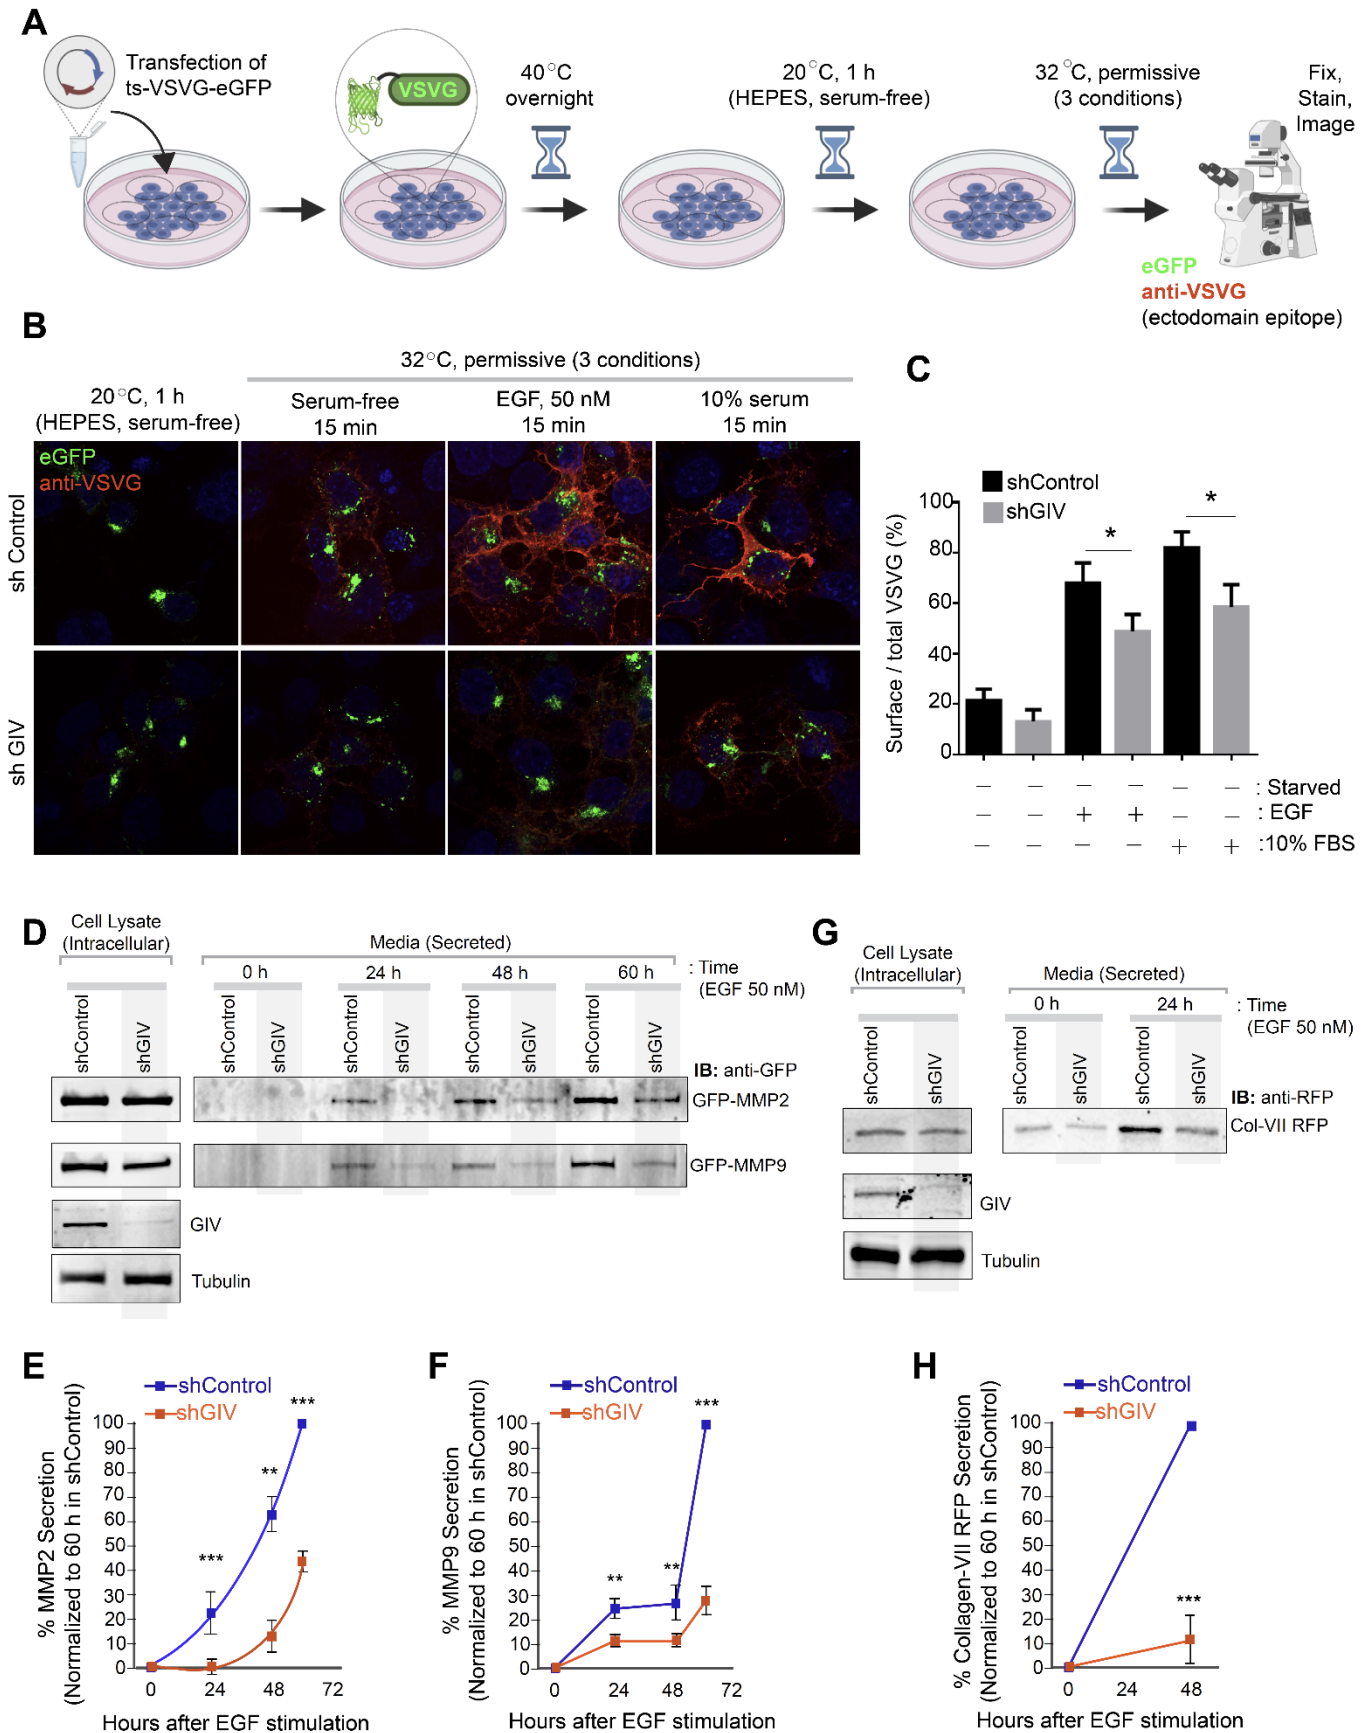 A
Transfection of
ts-VSVG-eGFP
VSVG
40°C
overnight
20°C, 1 h
(HEPES, serum-free)
32°C, permissive
(3 conditions)
Fix,
Stain,
Image
eGFP
anti-VSVG
(ectodomain epitope)
B
32°C, permissive (3 conditions)
20°C, 1 h
(HEPES, serum-free)
Serum-free
15 min
EGF, 50 nM
15 min
10% serum
15 min
eGFP
anti-VSVG
sh Control
sh GIV
C
shControl
shGIV
Surface / total VSVG (%)
100
80
60
40
20
0
* *
– – – – – – : Starved
– – + + – – : EGF
– – – – + + :10% FBS
D
Cell Lysate
(Intracellular)
Media (Secreted)
0 h 24 h 48 h 60 h
: Time
(EGF 50 nM)
shControl shGIV shControl shGIV shControl shGIV shControl shGIV shControl shGIV
IB: anti-GFP
GFP-MMP2
GFP-MMP9
GIV
Tubulin
G
Cell Lysate
(Intracellular)
Media (Secreted)
0 h 24 h
: Time
(EGF 50 nM)
shControl shGIV shControl shGIV shControl shGIV
IB: anti-RFP
Col-VII RFP
GIV
Tubulin
E
shControl
shGIV
% MMP2 Secretion
(Normalized to 60 h in shControl)
100
90
80
70
60
50
40
30
20
10
0
*** ** ***
0 24 48 72
Hours after EGF stimulation
F
shControl
shGIV
% MMP9 Secretion
(Normalized to 60 h in shControl)
100
90
80
70
60
50
40
30
20
10
0
** ** ***
0 24 48 72
Hours after EGF stimulation
H
shControl
shGIV
% Collagen-VII RFP Secretion
(Normalized to 60 h in shControl)
100
90
80
70
60
50
40
30
20
10
0
***
0 24 48
Hours after EGF stimulation